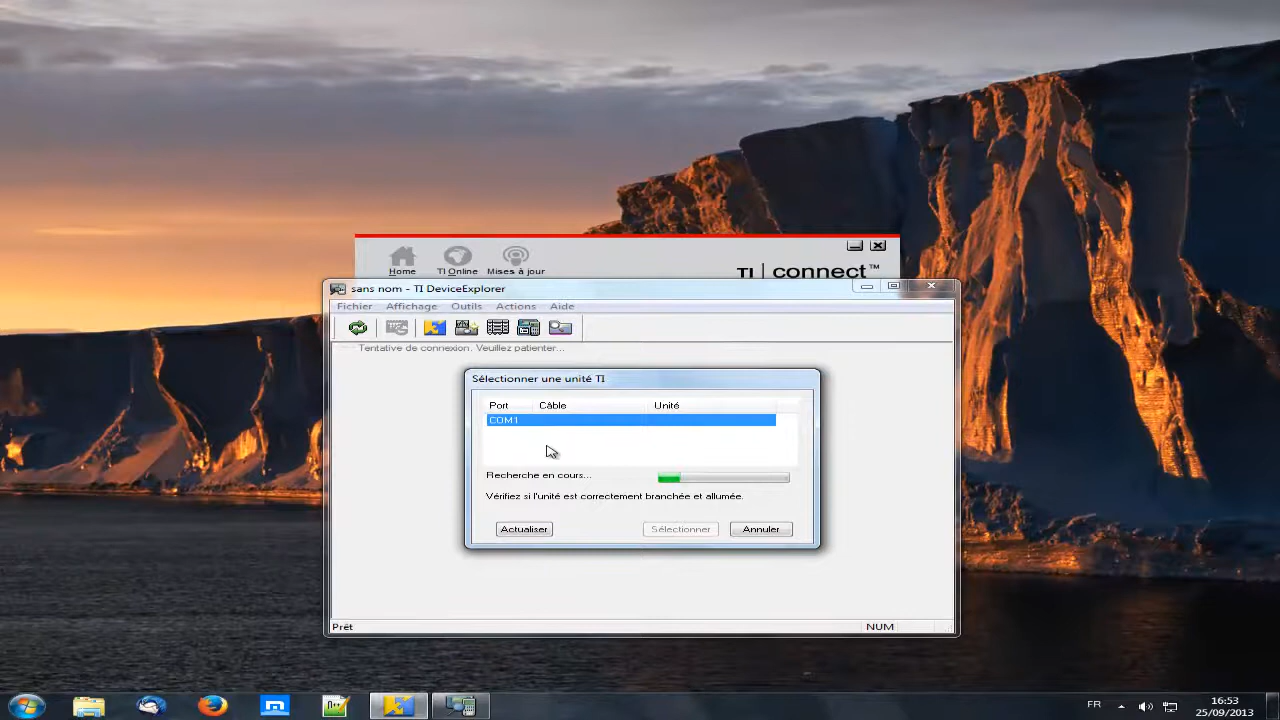 Home TI Online Mises à jour
TI connect™
sans nom - TI DeviceExplorer
Fichier Affichage Outils Actions Aide
Tentative de connexion. Veuillez patienter...
Sélectionner une unité TI
Port Câble Unité
COM1
Recherche en cours...
Vérifiez si l'unité est correctement branchée et allumée.
Actualiser Sélectionner Annuler
Prêt NUM
FR 16:53
25/09/2013